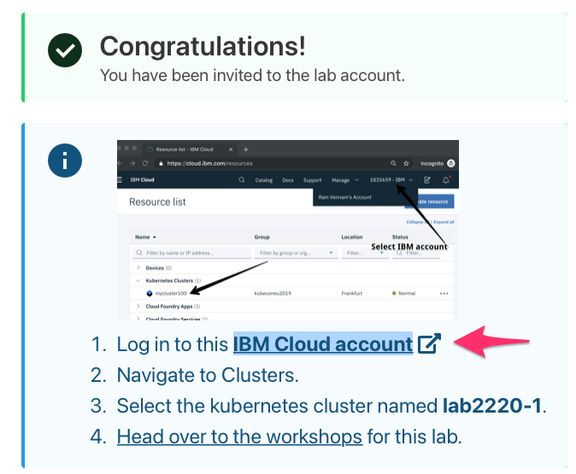 Congratulations!
You have been invited to the lab account.
Resource list - IBM Cloud
https://cloud.ibm.com/resources
Incognito
IBM Cloud
Catalog Docs Support Manage 1835659 - IBM
Ram Vennam's Account
Resource list
Create resource
Collapse all | Expand all
Select IBM account
Name Group Location Status
Filter by name or IP address... Filter by group or org... Filter... Filter...
Devices (0)
Kubernetes Clusters (1)
mycluster100 kubeconeu2019 Frankfurt Normal
Cloud Foundry Apps (3)
Cloud Foundry Services (1)
1. Log in to this IBM Cloud account
2. Navigate to Clusters.
3. Select the kubernetes cluster named lab2220-1.
4. Head over to the workshops for this lab.